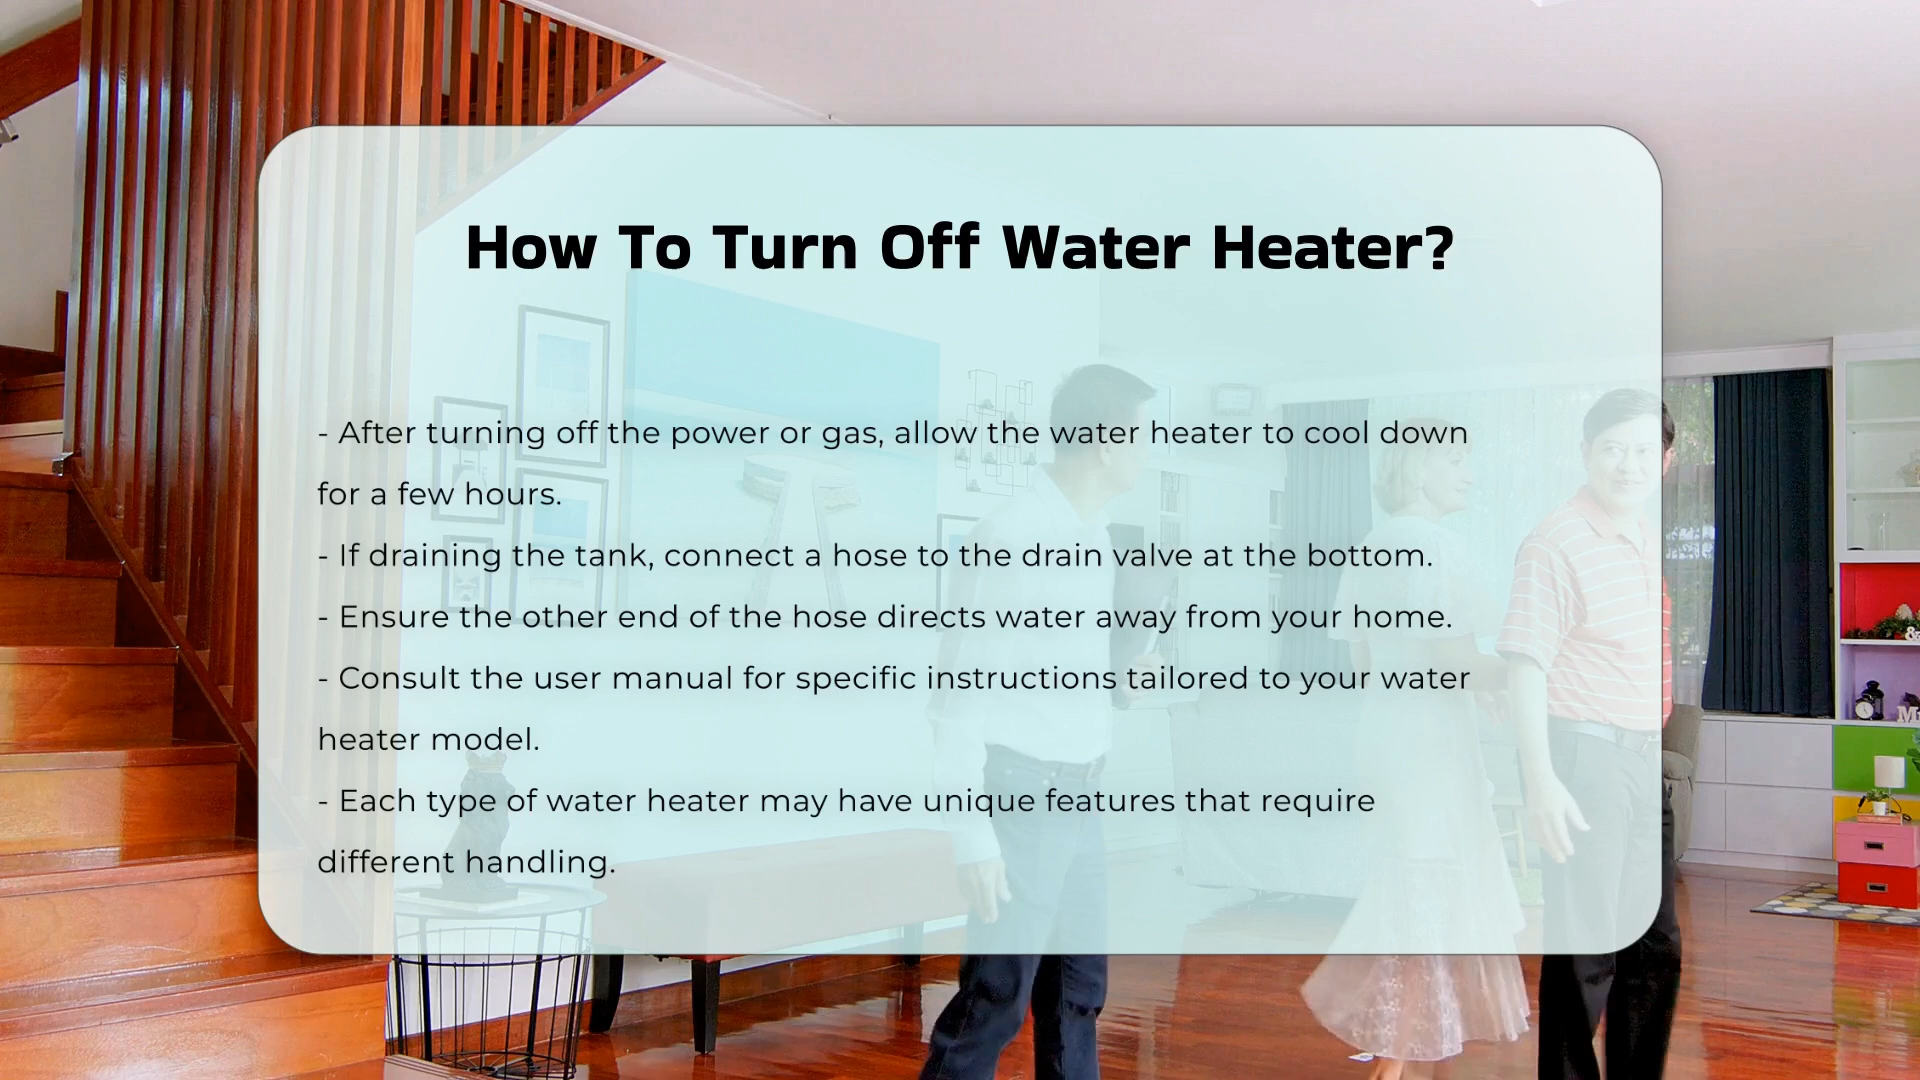 How To Turn Off Water Heater?
- After turning off the power or gas, allow the water heater to cool down
for a few hours.
- If draining the tank, connect a hose to the drain valve at the bottom.
- Ensure the other end of the hose directs water away from your home.
- Consult the user manual for specific instructions tailored to your water
heater model.
- Each type of water heater may have unique features that require
different handling.